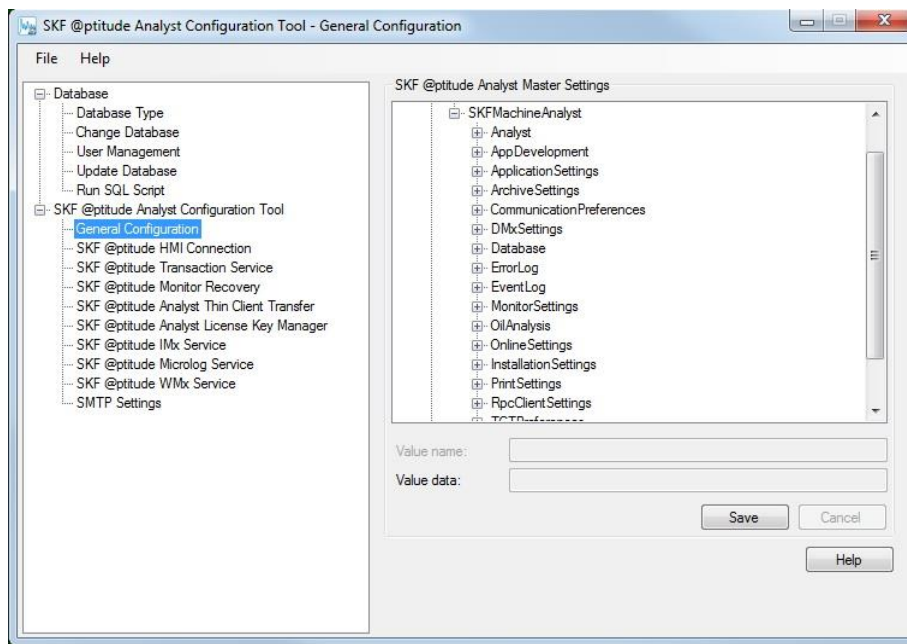 SKF @ptitude Analyst Configuration Tool - General Configuration
File Help
Database
Database Type
Change Database
User Management
Update Database
Run SQL Script
SKF @ptitude Analyst Configuration Tool
General Configuration
SKF @ptitude HMI Connection
SKF @ptitude Transaction Service
SKF @ptitude Monitor Recovery
SKF @ptitude Analyst Thin Client Transfer
SKF @ptitude Analyst License Key Manager
SKF @ptitude IMx Service
SKF @ptitude Microlog Service
SKF @ptitude WMx Service
SMTP Settings
SKF @ptitude Analyst Master Settings
SKFMachineAnalyst
Analyst
AppDevelopment
ApplicationSettings
ArchiveSettings
CommunicationPreferences
DMxSettings
Database
ErrorLog
EventLog
MonitorSettings
OilAnalysis
OnlineSettings
InstallationSettings
PrintSettings
RpcClientSettings
Value name:
Value data:
Save Cancel
Help